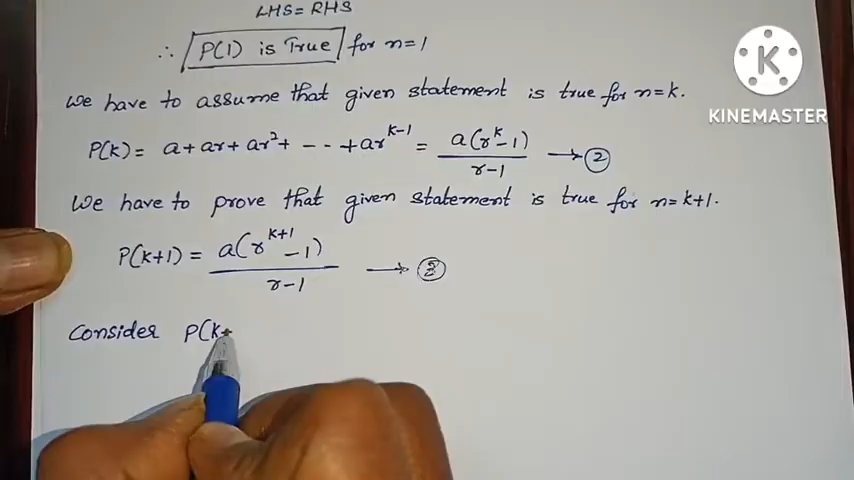 LHS = RHS
∴ P(1) is True for n=1
We have to assume that given statement is true for n=k.
P(k) = a + ar + ar² + - - - + ar^(k-1) = a(r^k - 1) / r-1 → ②
We have to prove that given statement is true for n=k+1.
P(k+1) = a(r^(k+1) - 1) / r-1 →
Consider P(k+
K
KINEMASTER